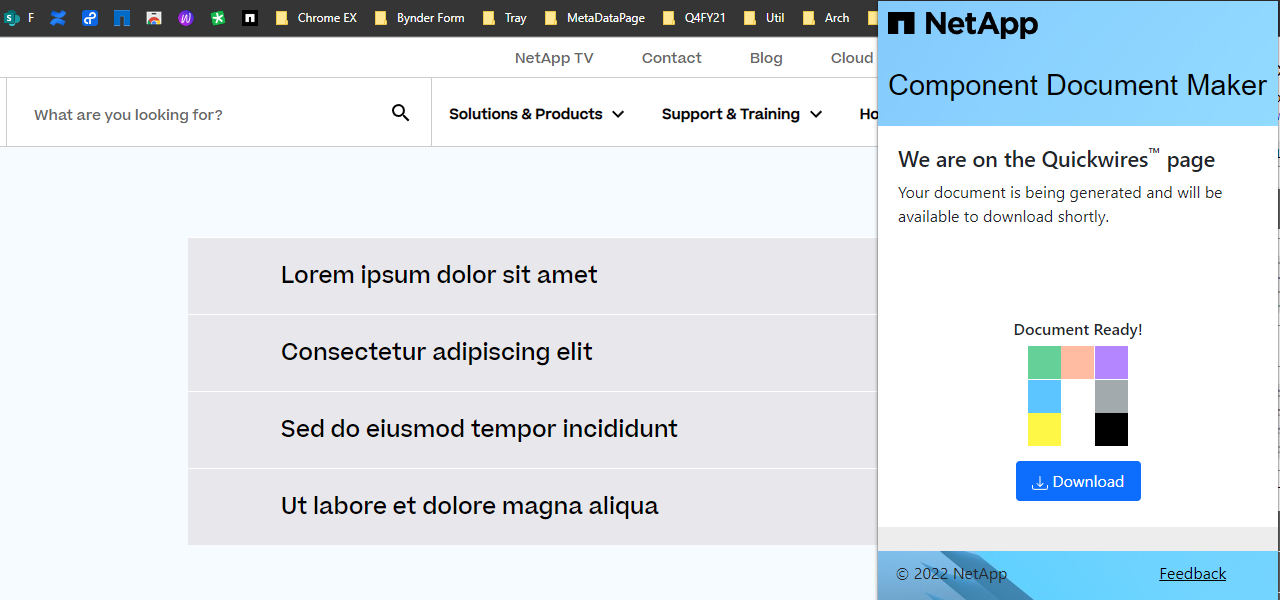 F
Chrome EX
Bynder Form
Tray
MetaDataPage
Q4FY21
Util
Arch
NetApp TV
Contact
Blog
Cloud
What are you looking for?
Solutions & Products
Support & Training
Ho
Lorem ipsum dolor sit amet
Consectetur adipiscing elit
Sed do eiusmod tempor incididunt
Ut labore et dolore magna aliqua
NetApp
Component Document Maker
We are on the Quickwires™ page
Your document is being generated and will be
available to download shortly.
Document Ready!
Download
© 2022 NetApp
Feedback